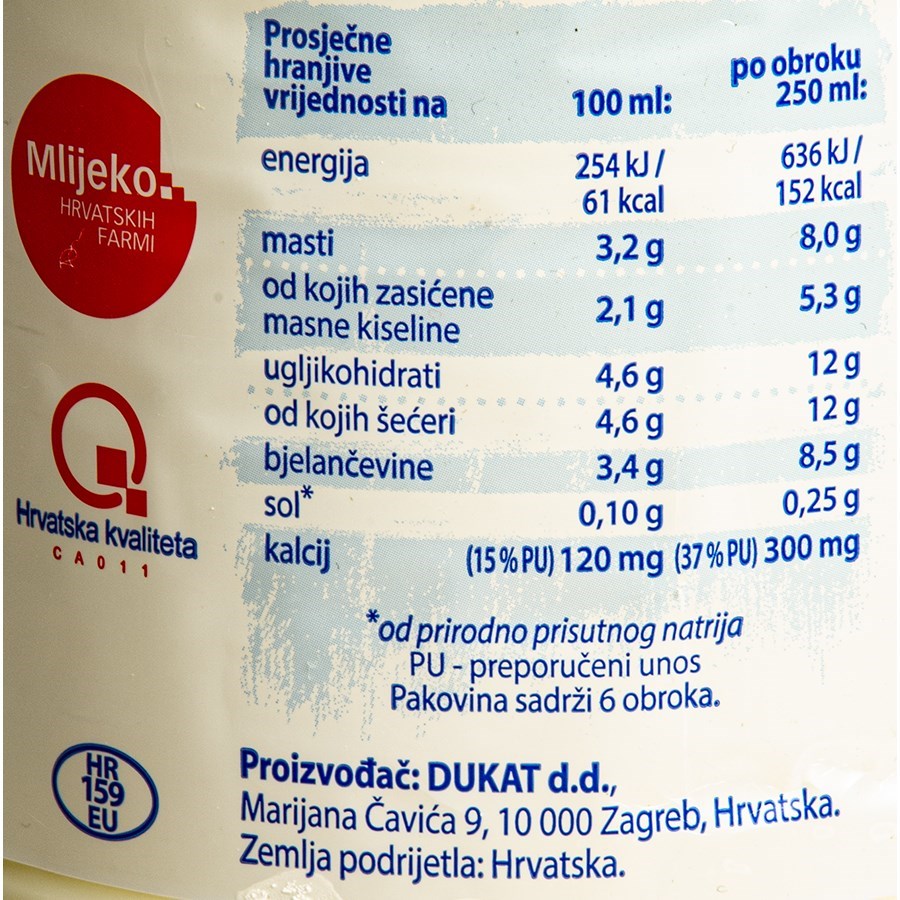 Prosječne
hranjive
vrijednosti na 100 ml: po obroku 250 ml:
energija 254 kJ / 61 kcal 636 kJ / 152 kcal
masti 3,2 g 8,0 g
od kojih zasićene
masne kiseline 2,1 g 5,3 g
ugljikohidrati 4,6 g 12 g
od kojih šećeri 4,6 g 12 g
bjelančevine 3,4 g 8,5 g
sol* 0,10 g 0,25 g
kalcij (15 % PU) 120 mg (37 % PU) 300 mg
*od prirodno prisutnog natrija
PU - preporučeni unos
Pakovina sadrži 6 obroka.
Proizvođač: DUKAT d.d.,
Marijana Čavića 9, 10 000 Zagreb, Hrvatska.
Zemlja podrijetla: Hrvatska.
Mlijeko
HRVATSKIH
FARMI
Hrvatska kvaliteta
CA011
HR
159
EU